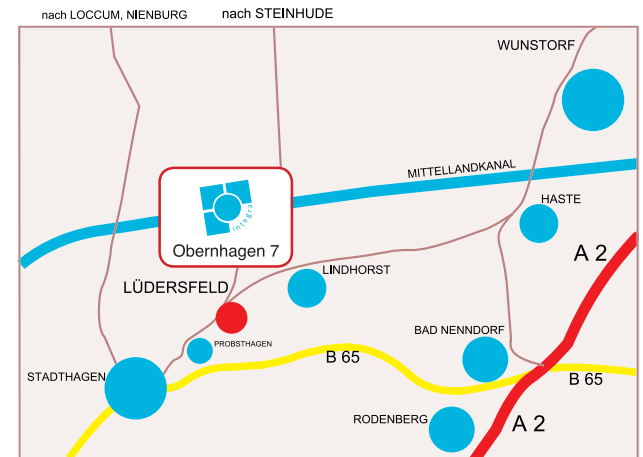 nach LOCCUM, NIENBURG
nach STEINHUDE
WUNSTORF
MITTELLANDKANAL
HASTE
integra
Obernhagen 7
A 2
LINDHORST
LÜDERSFELD
BAD NENNDORF
PROBSTHAGEN
B 65
STADTHAGEN
B 65
RODENBERG
A 2